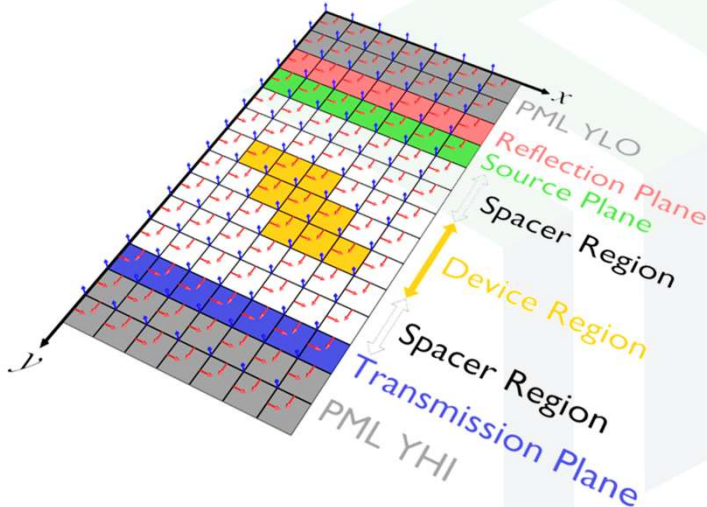 x
PML YLO
Reflection Plane
Source Plane
Spacer Region
Device Region
Spacer Region
Transmission Plane
PML YHI
y